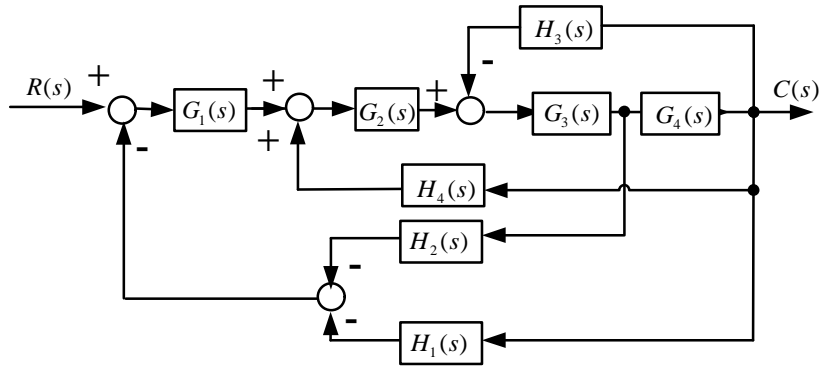 H₃(s)
R(s) + + + - C(s)
G₁(s) G₂(s) G₃(s) G₄(s)
- +
H₄(s)
H₂(s)
-
-
H₁(s)